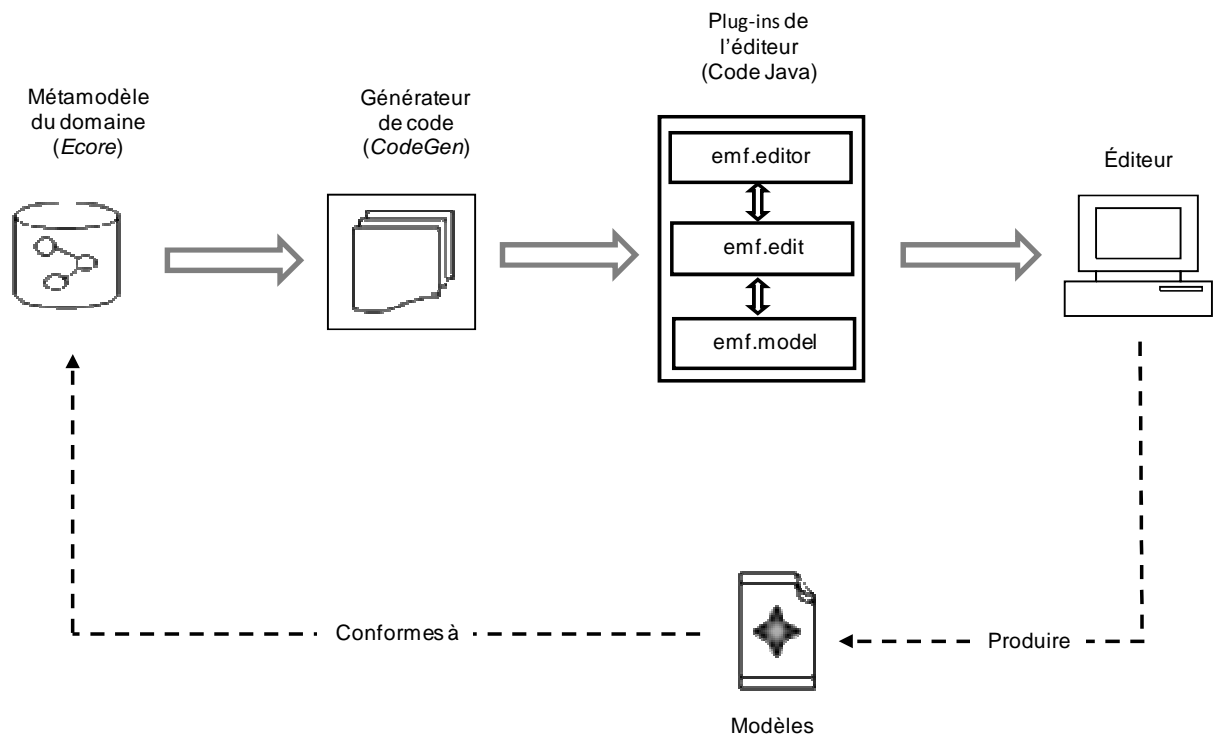 Plug-ins de
l'éditeur
(Code Java)
Métamodèle
du domaine
(Ecore)
Générateur
de code
(CodeGen)
emf.editor
emf.edit
emf.model
Éditeur
Conformes à
Produire
Modèles